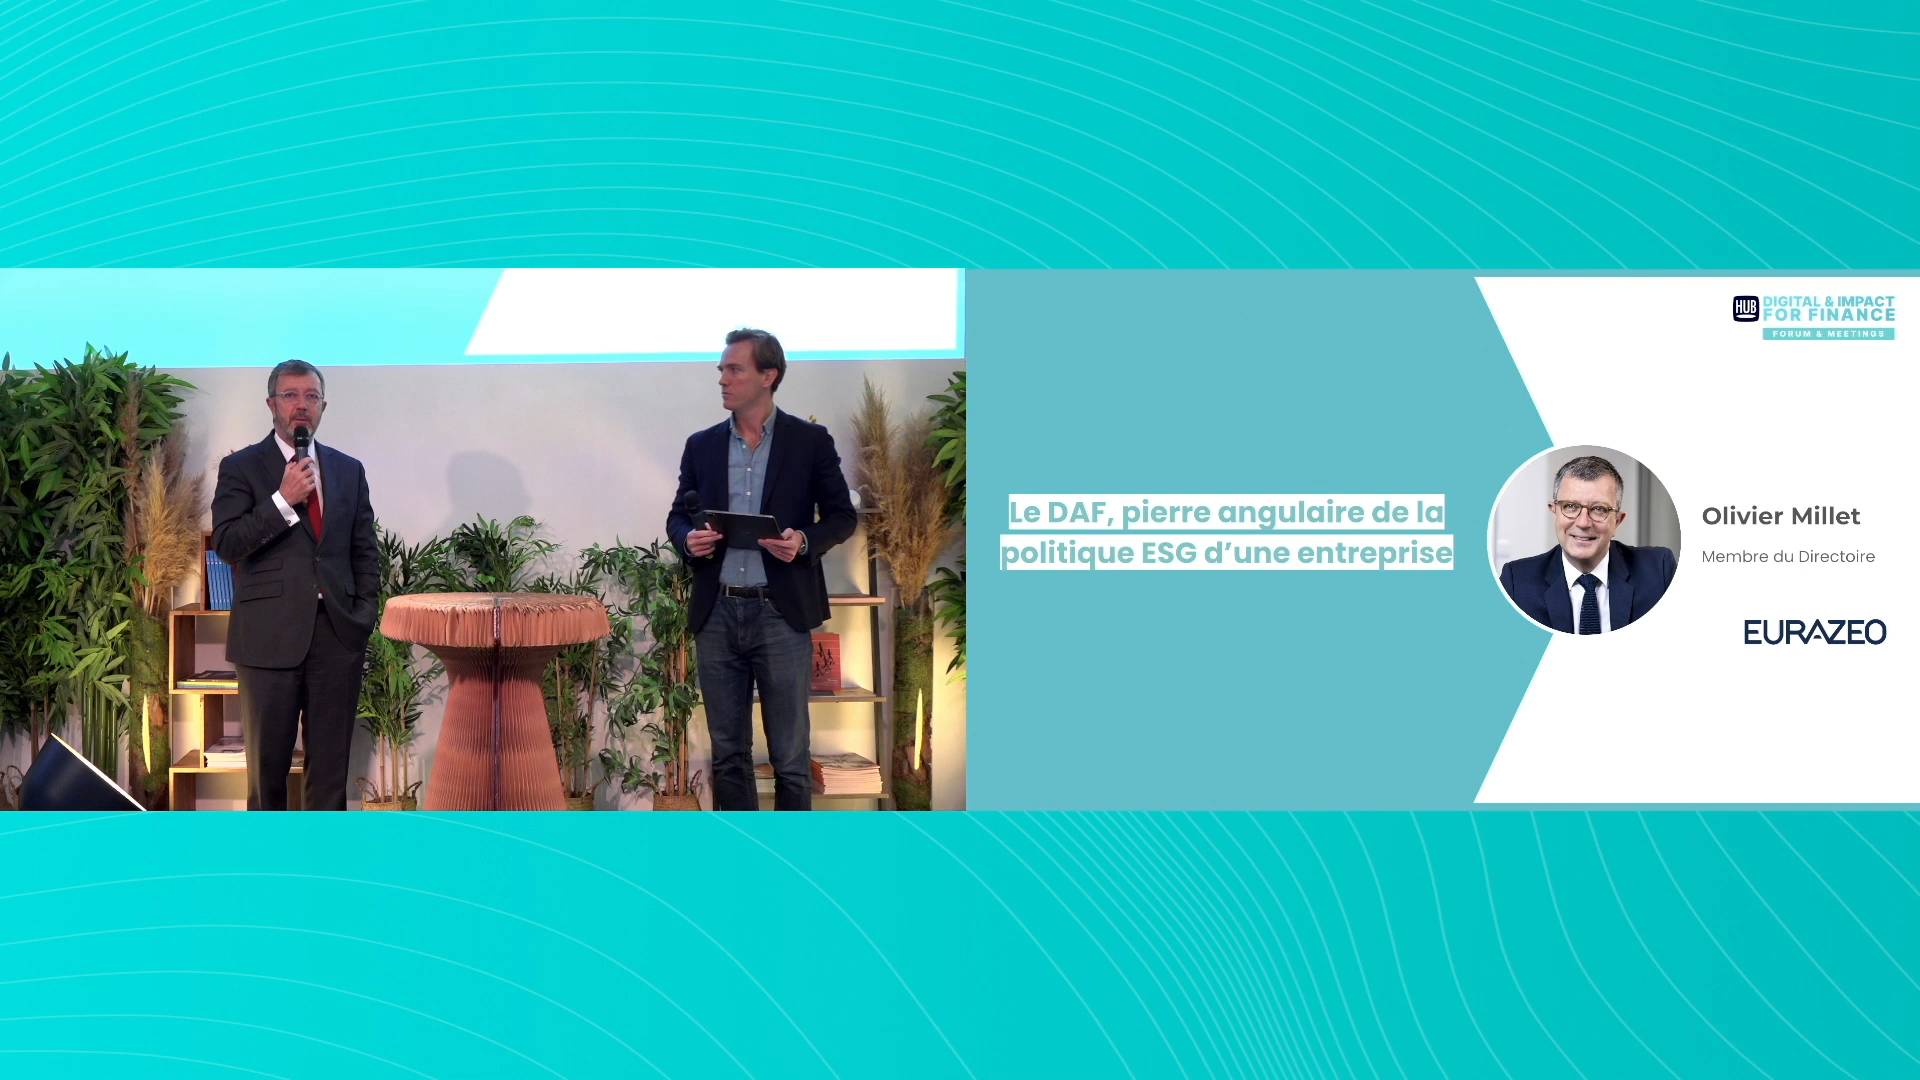 HUB
DIGITAL & IMPACT
FOR FINANCE
FORUM & MEETINGS
Le DAF, pierre angulaire de la
politique ESG d’une entreprise
Olivier Millet
Membre du Directoire
EURAZEO